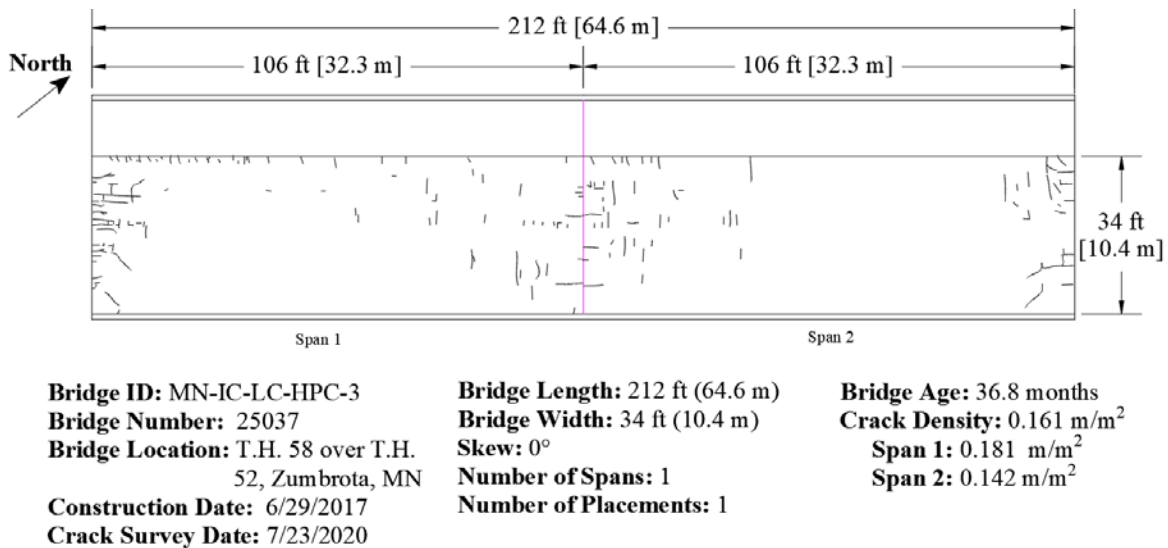 212 ft [64.6 m]
North
106 ft [32.3 m]
106 ft [32.3 m]
34 ft
[10.4 m]
Span 1
Span 2
Bridge ID: MN-IC-LC-HPC-3
Bridge Number: 25037
Bridge Location: T.H. 58 over T.H.
52, Zumbrota, MN
Construction Date: 6/29/2017
Crack Survey Date: 7/23/2020
Bridge Length: 212 ft (64.6 m)
Bridge Width: 34 ft (10.4 m)
Skew: 0°
Number of Spans: 1
Number of Placements: 1
Bridge Age: 36.8 months
Crack Density: 0.161 m/m²
Span 1: 0.181 m/m²
Span 2: 0.142 m/m²